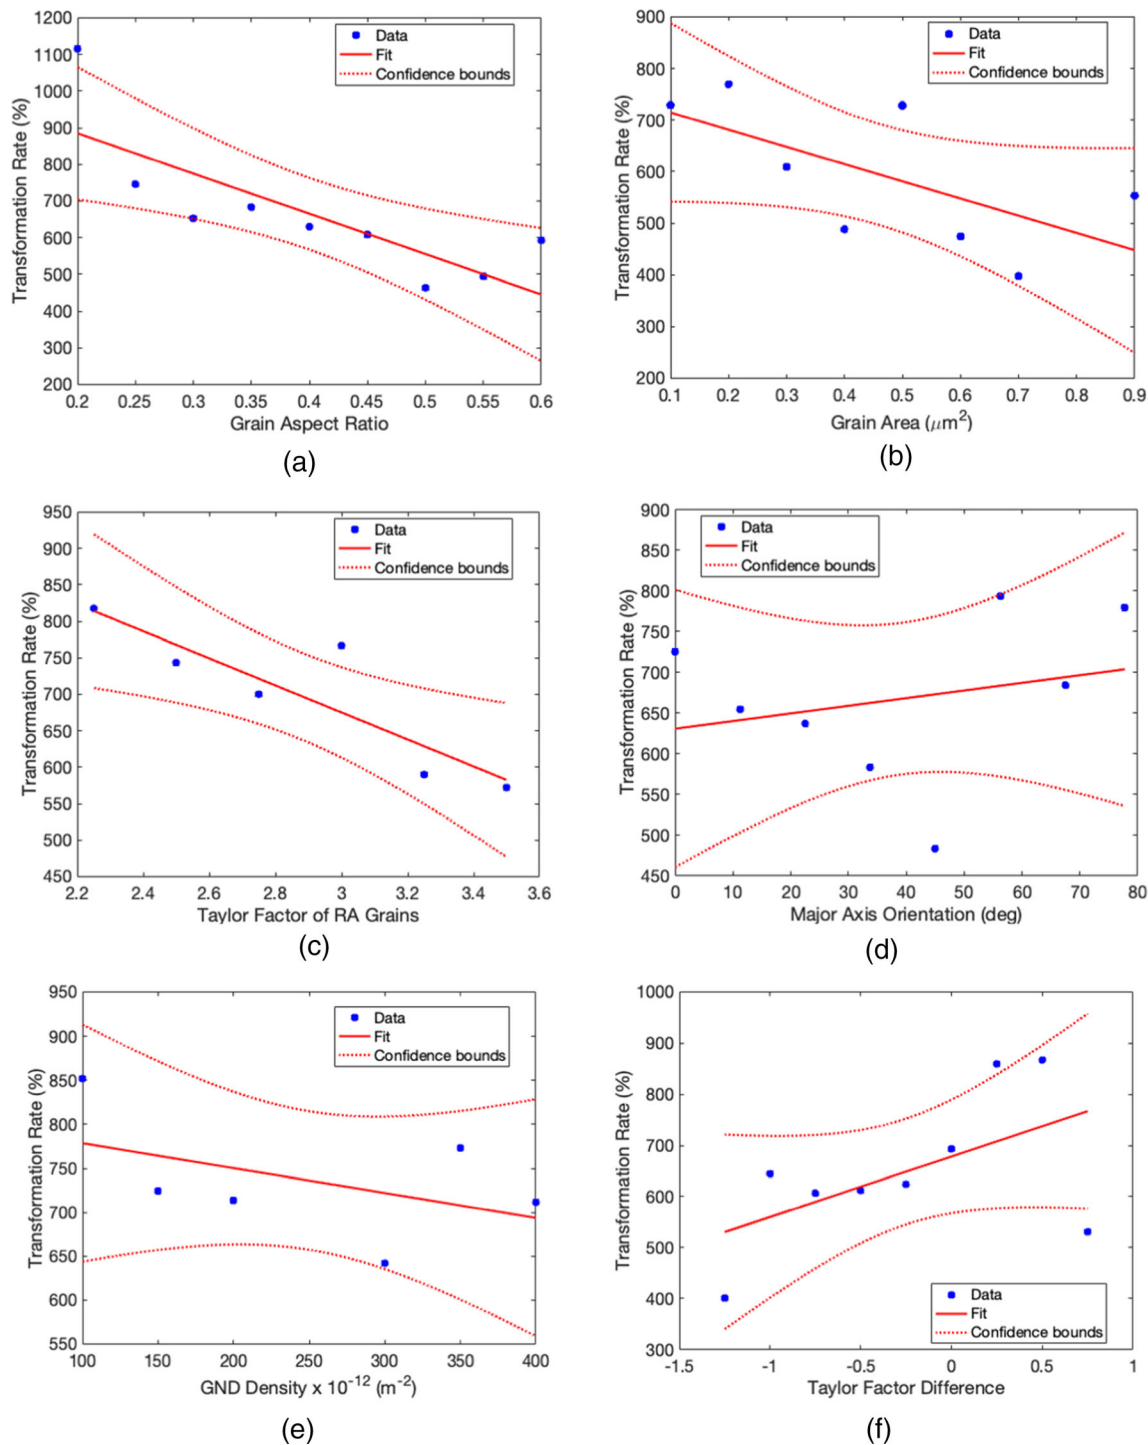 1200
1100
1000
900
800
700
600
500
400
300
200
0.2 0.25 0.3 0.35 0.4 0.45 0.5 0.55 0.6
Transformation Rate (%)
Grain Aspect Ratio
Data
Fit
Confidence bounds
(a)
900
800
700
600
500
400
300
200
0.1 0.2 0.3 0.4 0.5 0.6 0.7 0.8 0.9
Transformation Rate (%)
Grain Area (μm²)
Data
Fit
Confidence bounds
(b)
950
900
850
800
750
700
650
600
550
500
450
2.2 2.4 2.6 2.8 3 3.2 3.4 3.6
Transformation Rate (%)
Taylor Factor of RA Grains
Data
Fit
Confidence bounds
(c)
900
850
800
750
700
650
600
550
500
450
0 10 20 30 40 50 60 70 80
Transformation Rate (%)
Major Axis Orientation (deg)
Data
Fit
Confidence bounds
(d)
950
900
850
800
750
700
650
600
550
100 150 200 250 300 350 400
Transformation Rate (%)
GND Density x 10⁻¹² (m⁻²)
Data
Fit
Confidence bounds
(e)
1000
900
800
700
600
500
400
300
-1.5 -1 -0.5 0 0.5 1
Transformation Rate (%)
Taylor Factor Difference
Data
Fit
Confidence bounds
(f)